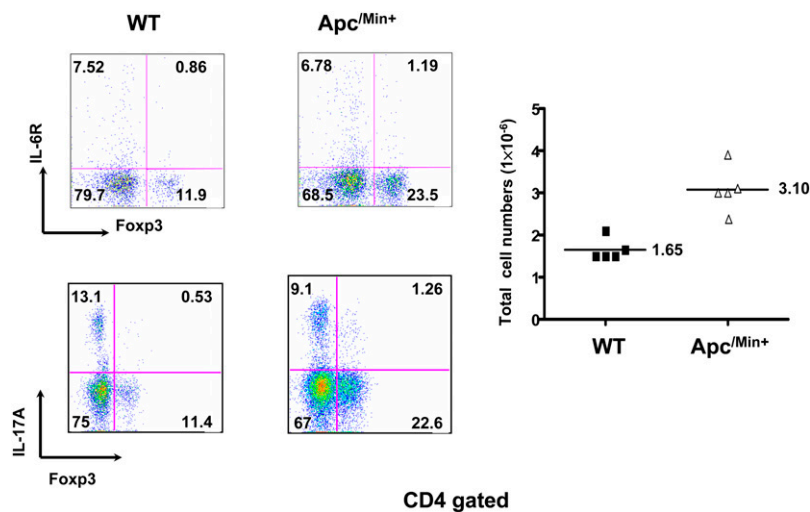 WT
Apc/Min+
7.52
0.86
79.7
11.9
6.78
1.19
68.5
23.5
IL-6R
Foxp3
13.1
0.53
75
11.4
9.1
1.26
67
22.6
IL-17A
Foxp3
CD4 gated
Total cell numbers (1×10-6)
5
4
3
2
1
0
1.65
3.10
WT
Apc/Min+